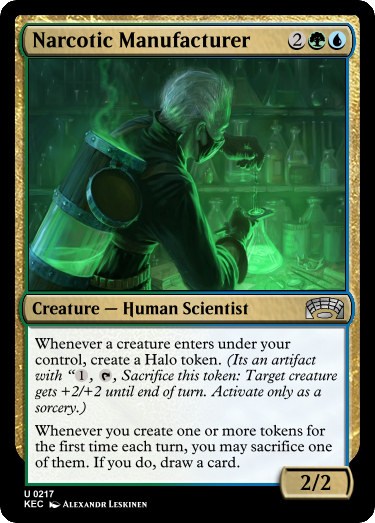 Narcotic Manufacturer 2
Creature — Human Scientist
Whenever a creature enters under your
control, create a Halo token. (It's an artifact
with “1, T, Sacrifice this token: Target creature
gets +2/+2 until end of turn. Activate only as a
sorcery.)
Whenever you create one or more tokens for
the first time each turn, you may sacrifice one
of them. If you do, draw a card.
2/2
U 0217
KEC Alexandr Leskinen